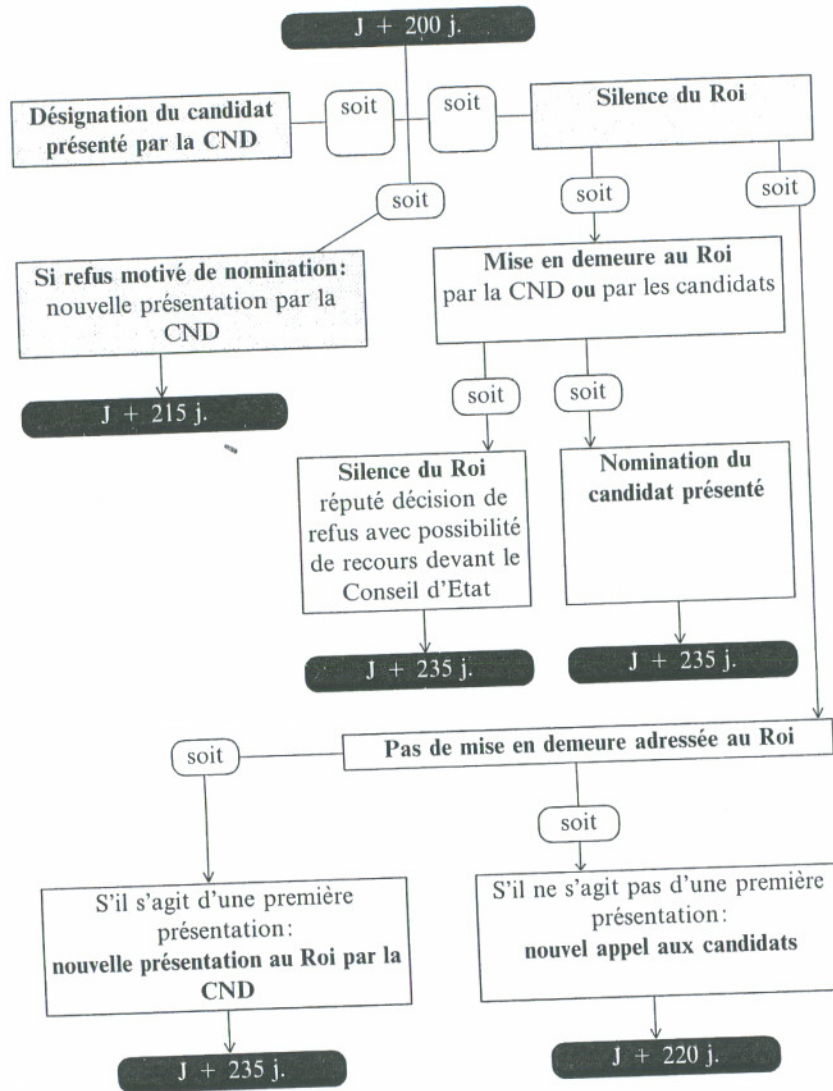 J + 200 j.
soit
soit
Désignation du candidat
présenté par la CND
Silence du Roi
soit
soit
soit
Si refus motivé de nomination:
nouvelle présentation par la
CND
Mise en demeure au Roi
par la CND ou par les candidats
J + 215 j.
soit
soit
Silence du Roi
réputé décision de
refus avec possibilité
de recours devant le
Conseil d'Etat
Nomination du
candidat présenté
J + 235 j.
J + 235 j.
Pas de mise en demeure adressée au Roi
soit
soit
S'il s'agit d'une première
présentation:
nouvelle présentation au Roi par la
CND
S'il ne s'agit pas d'une première
présentation:
nouvel appel aux candidats
J + 235 j.
J + 220 j.